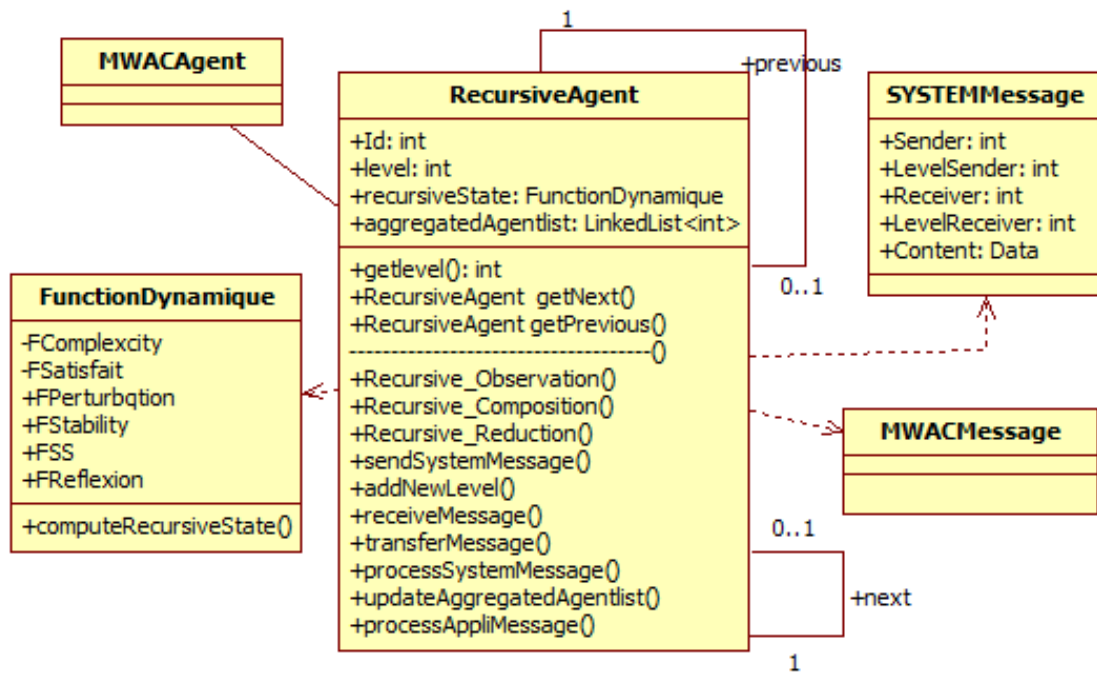 1
+previous
MWACAgent
RecursiveAgent
+Id: int
+level: int
+recursiveState: FunctionDynamique
+aggregatedAgentlist: LinkedList<int>
+getlevel(): int
+RecursiveAgent getNext()
+RecursiveAgent getPrevious()
-------------------------------------()
+Recursive_Observation()
+Recursive_Composition()
+Recursive_Reduction()
+sendSystemMessage()
+addNewLevel()
+receiveMessage()
+transferMessage()
+processSystemMessage()
+updateAggregatedAgentlist()
+processAppliMessage()
0..1
SYSTEMMessage
+Sender: int
+LevelSender: int
+Receiver: int
+LevelReceiver: int
+Content: Data
FunctionDynamique
-FComplexcity
-FSatisfait
+FPerturbqtion
+FStability
+FSS
+FReflexion
+computeRecursiveState()
MWACMessage
0..1
+next
1